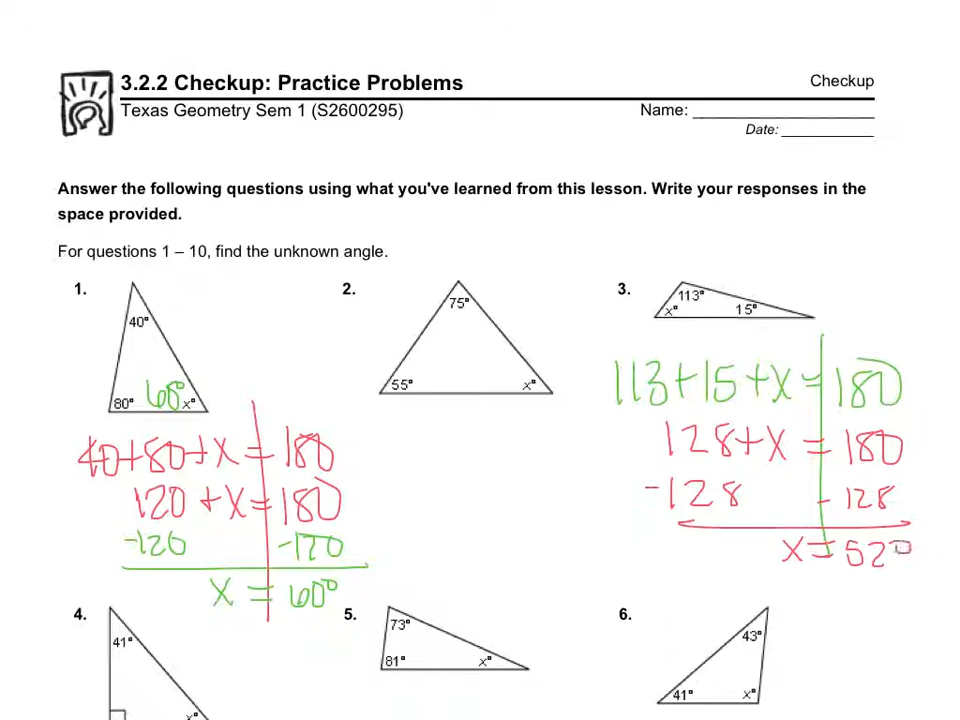 3.2.2 Checkup: Practice Problems
Checkup
Texas Geometry Sem 1 (S2600295)
Name: ____________________
Date: ____________
Answer the following questions using what you've learned from this lesson. Write your responses in the
space provided.
For questions 1 – 10, find the unknown angle.
1.
40°
80°
60°
x°
40+80+x=180
120+x=180
-120 -120
x=60°
2.
75°
55°
x°
3.
113°
x°
15°
113+15+x=180
128+x=180
-128 -128
x=52°
4.
41°
x°
5.
73°
81°
x°
6.
43°
41°
x°